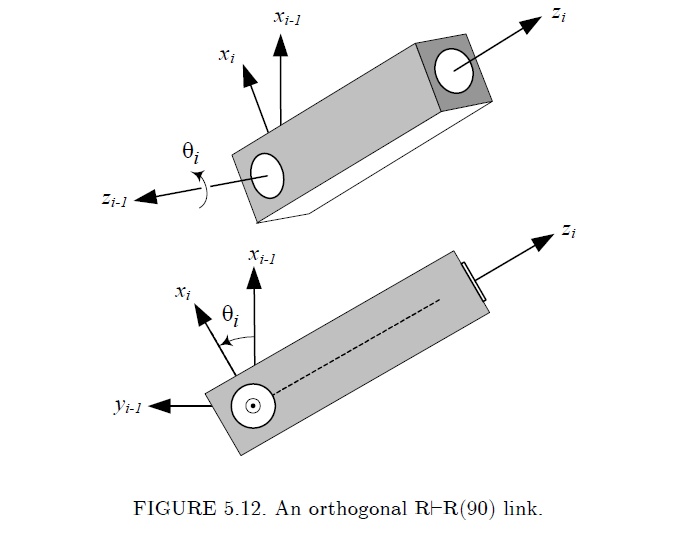 x_{i-1}
z_i
x_i
θ_i
z_{i-1}
x_{i-1}
z_i
x_i
θ_i
y_{i-1}
FIGURE 5.12. An orthogonal R⊢R(90) link.